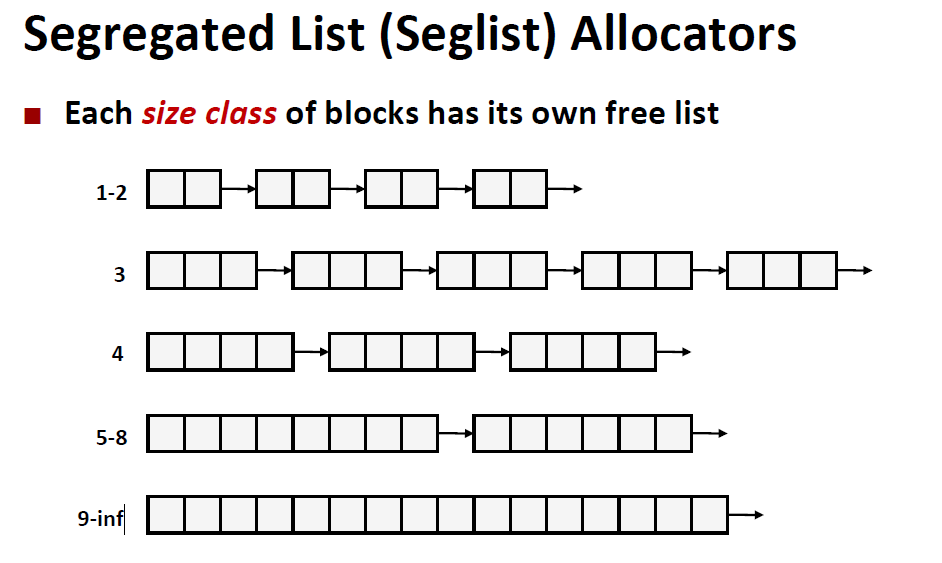 Segregated List (Seglist) Allocators
Each size class of blocks has its own free list
1-2
3
4
5-8
9-inf